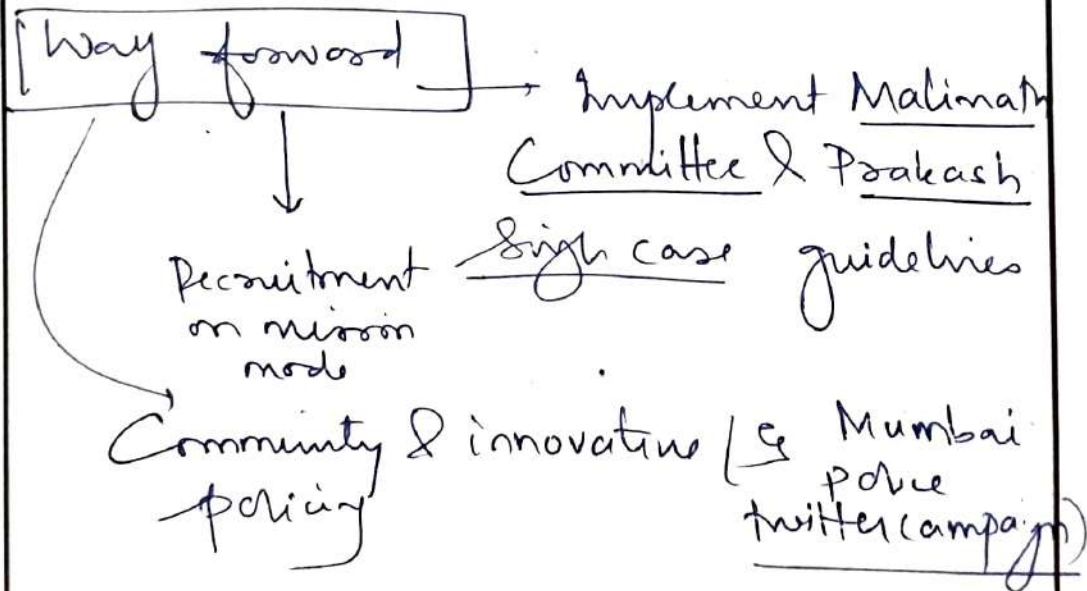 Way forward
Implement Malimath
Committee & Prakash
Singh case guidelines
Recruitment
on mission
mode
Community & innovative (eg Mumbai
policing police
twitter campaign)